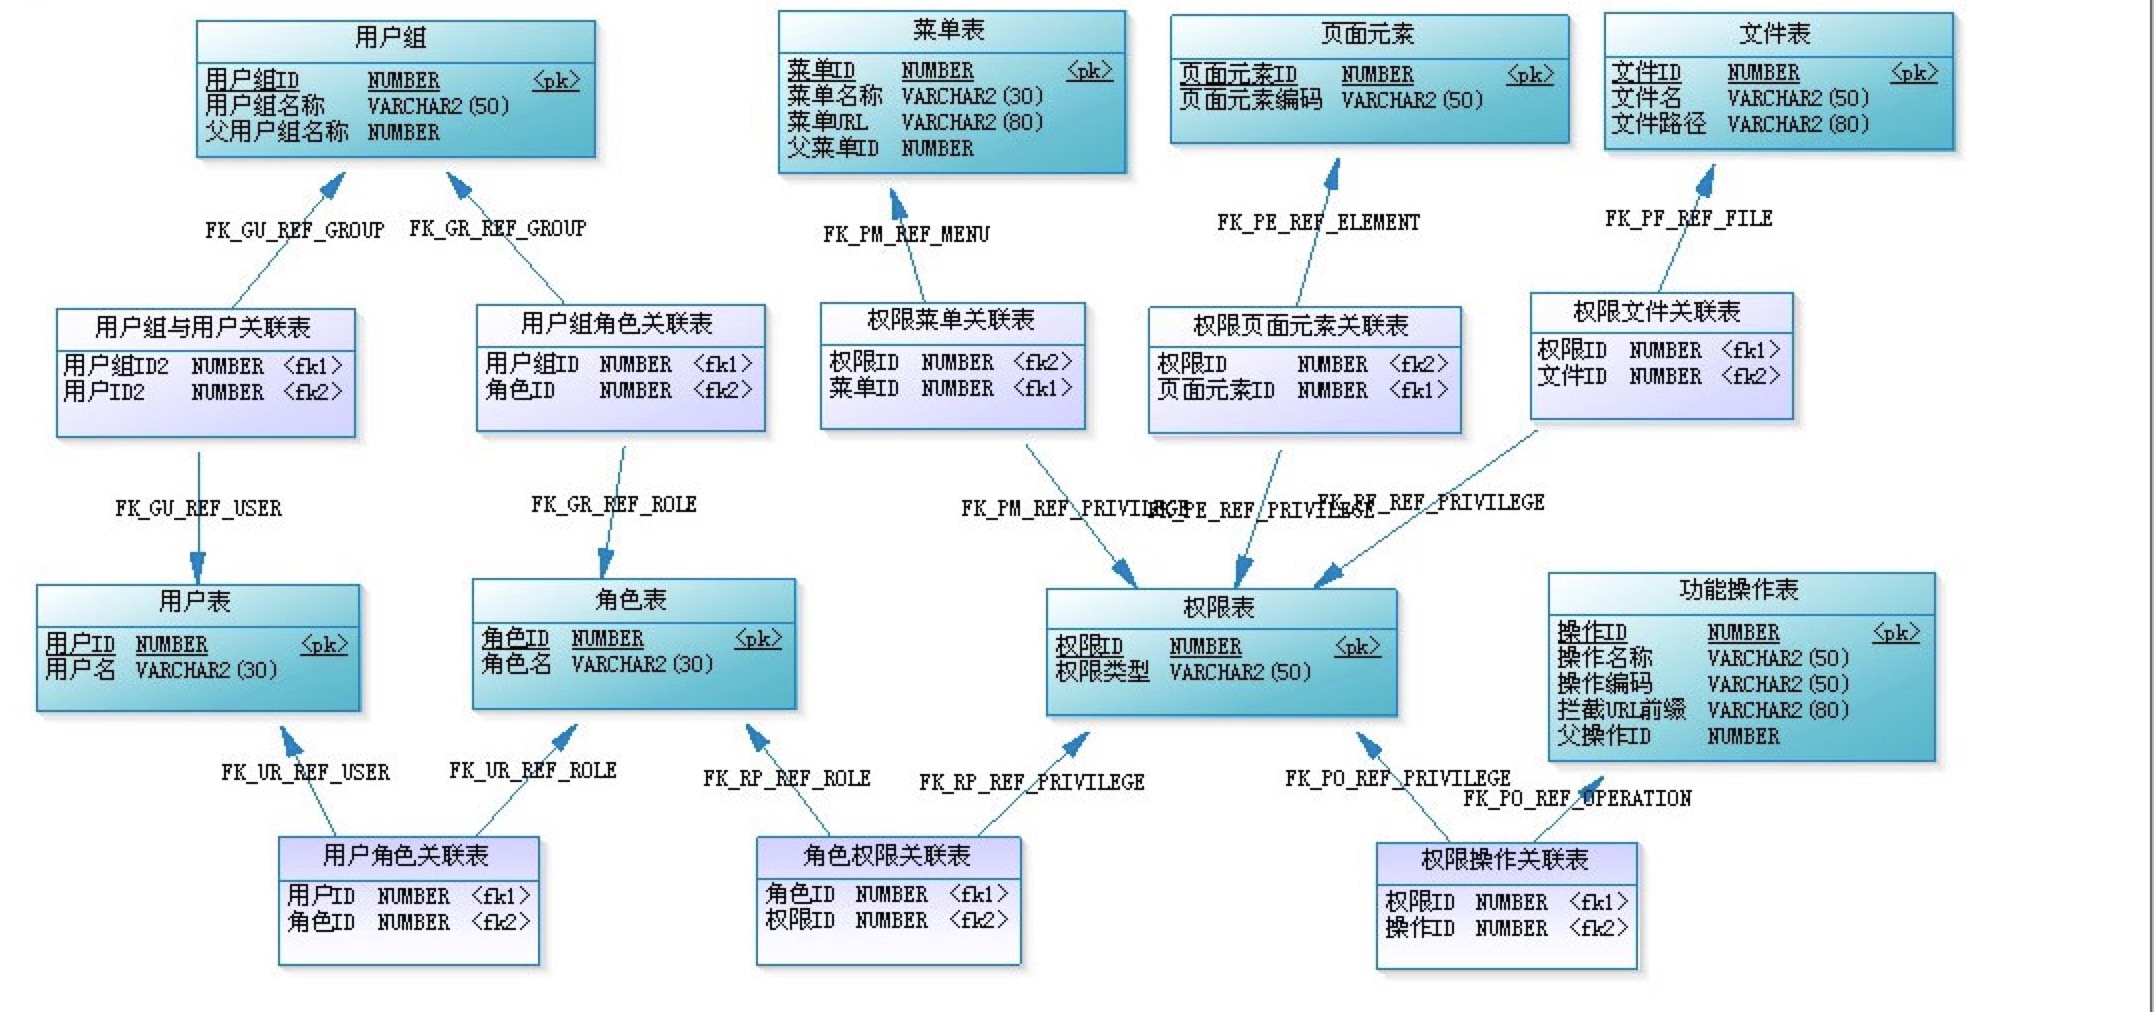 用户组
用户组ID NUMBER <pk>
用户组名称 VARCHAR2(50)
父用户组名称 NUMBER
菜单表
菜单ID NUMBER <pk>
菜单名称 VARCHAR2(30)
菜单URL VARCHAR2(80)
父菜单ID NUMBER
页面元素
页面元素ID NUMBER <pk>
页面元素编码 VARCHAR2(50)
文件表
文件ID NUMBER <pk>
文件名 VARCHAR2(50)
文件路径 VARCHAR2(80)
FK_GU_REF_GROUP
FK_GR_REF_GROUP
FK_PM_REF_MENU
FK_PE_REF_ELEMENT
FK_PF_REF_FILE
用户组与用户关联表
用户组ID2 NUMBER <fk1>
用户ID2 NUMBER <fk2>
用户组角色关联表
用户组ID NUMBER <fk1>
角色ID NUMBER <fk2>
权限菜单关联表
权限ID NUMBER <fk2>
菜单ID NUMBER <fk1>
权限页面元素关联表
权限ID NUMBER <fk2>
页面元素ID NUMBER <fk1>
权限文件关联表
权限ID NUMBER <fk1>
文件ID NUMBER <fk2>
FK_GU_REF_USER
FK_GR_REF_ROLE
FK_PM_REF_PRIVILEGE
FK_PE_REF_PRIVILEGE
FK_PF_REF_PRIVILEGE
用户表
用户ID NUMBER <pk>
用户名 VARCHAR2(30)
角色表
角色ID NUMBER <pk>
角色名 VARCHAR2(30)
权限表
权限ID NUMBER <pk>
权限类型 VARCHAR2(50)
功能操作表
操作ID NUMBER <pk>
操作名称 VARCHAR2(50)
操作编码 VARCHAR2(50)
拦截URL前缀 VARCHAR2(80)
父操作ID NUMBER
FK_UR_REF_USER
FK_UR_REF_ROLE
FK_RP_REF_ROLE
FK_RP_REF_PRIVILEGE
FK_PO_REF_PRIVILEGE
FK_PO_REF_OPERATION
用户角色关联表
用户ID NUMBER <fk1>
角色ID NUMBER <fk2>
角色权限关联表
角色ID NUMBER <fk1>
权限ID NUMBER <fk2>
权限操作关联表
权限ID NUMBER <fk1>
操作ID NUMBER <fk2>